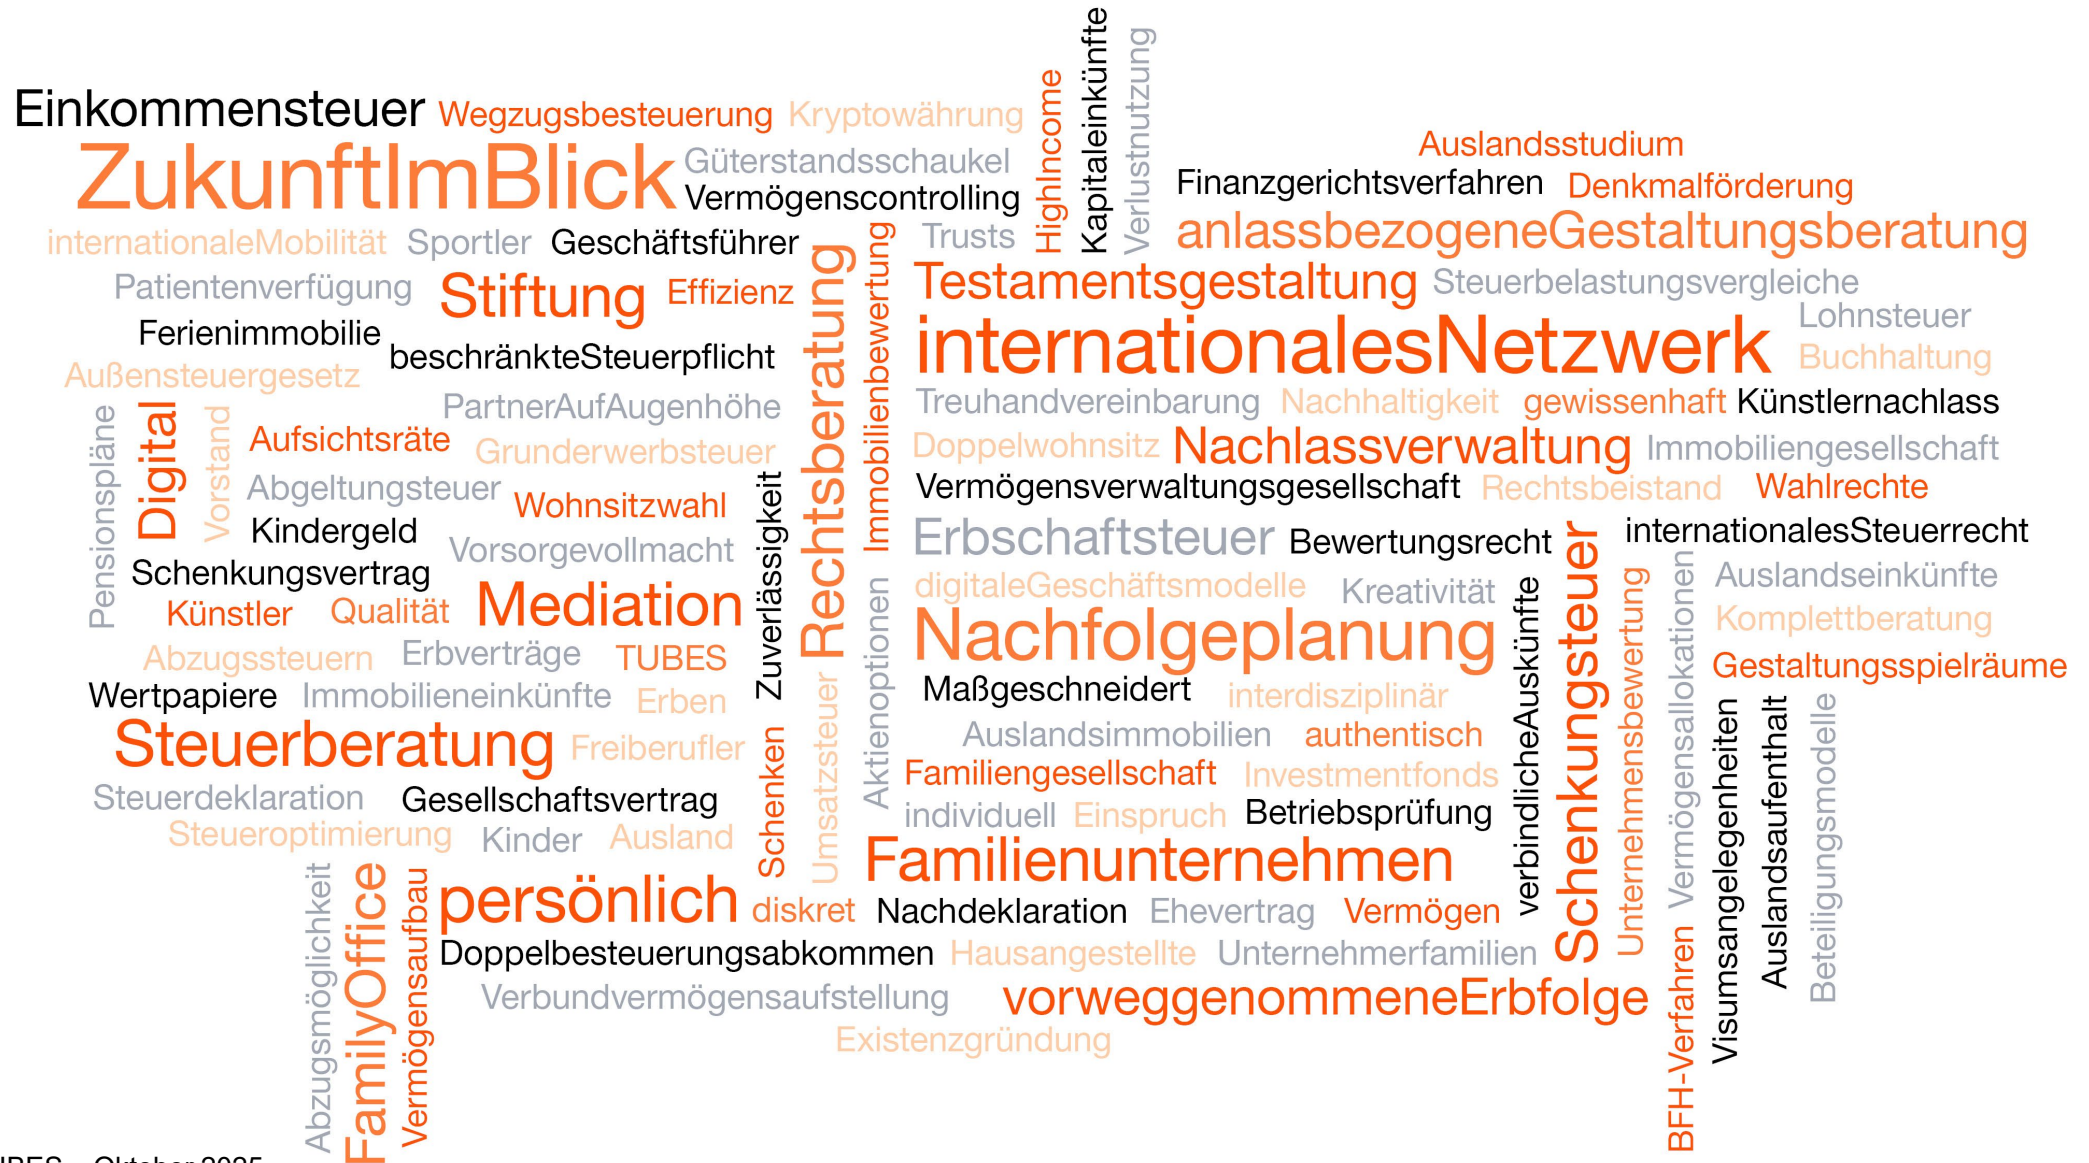 Einkommensteuer Wegzugsbesteuerung Kryptowährung
HighIncome
Kapitaleinkünfte
Verlustnutzung
ZukunftImBlick Güterstandsschaukel
Vermögenscontrolling
Auslandsstudium
Finanzgerichtsverfahren Denkmalförderung
anlassbezogeneGestaltungsberatung
internationaleMobilität Sportler Geschäftsführer
Trusts
Patientenverfügung Stiftung Effizienz
Testamentsgestaltung Steuerbelastungsvergleiche
Ferienimmobilie
beschränkteSteuerpflicht
Rechtsberatung
Immobilienbewertung
internationalesNetzwerk
Lohnsteuer
Buchhaltung
Außensteuergesetz
PartnerAufAugenhöhe
Treuhandvereinbarung Nachhaltigkeit gewissenhaft Künstlernachlass
Pensionspläne
Digital
Vorstand
Aufsichtsräte Grunderwerbsteuer
Doppelwohnsitz Nachlassverwaltung Immobiliengesellschaft
Abgeltungsteuer Wohnsitzwahl
Vermögensverwaltungsgesellschaft Rechtsbeistand Wahlrechte
Kindergeld Vorsorgevollmacht
Zuverlässigkeit
Erbschaftsteuer Bewertungsrecht
internationalesSteuerrecht
Schenkungsvertrag
digitaleGeschäftsmodelle Kreativität
Auslandseinkünfte
Künstler Qualität Mediation
Aktienoptionen
Nachfolgeplanung
verbindlicheAuskünfte
Schenkungsteuer
Unternehmensbewertung
Vermögensallokationen
Komplettberatung
Abzugssteuern Erbverträge TUBES
Gestaltungsspielräume
Wertpapiere Immobilieneinkünfte Erben
Maßgeschneidert interdisziplinär
Steuerberatung Freiberufler
Schenken
Umsatzsteuer
Auslandsimmobilien authentisch
Visumsangelegenheiten
Auslandsaufenthalt
Beteiligungsmodelle
Familiengesellschaft Investmentfonds
Steuerdeklaration Gesellschaftsvertrag
individuell Einspruch Betriebsprüfung
Steueroptimierung Kinder Ausland
Familienunternehmen
Abzugsmöglichkeit
FamilyOffice
Vermögensaufbau
persönlich diskret Nachdeklaration Ehevertrag Vermögen
Doppelbesteuerungsabkommen Hausangestellte Unternehmerfamilien
BFH-Verfahren
Verbundvermögensaufstellung vorweggenommeneErbfolge
Existenzgründung